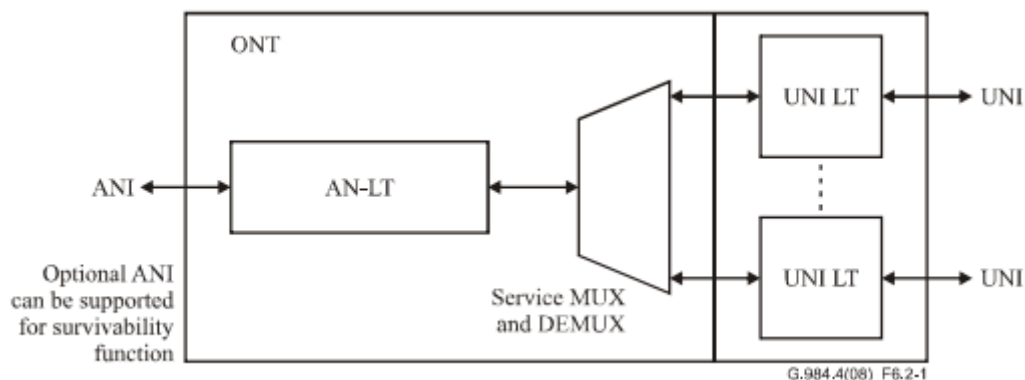 ONT
UNI LT
UNI
ANI
AN-LT
Optional ANI
can be supported
for survivability
function
Service MUX
and DEMUX
UNI LT
UNI
G.984.4(08)_F6.2-1